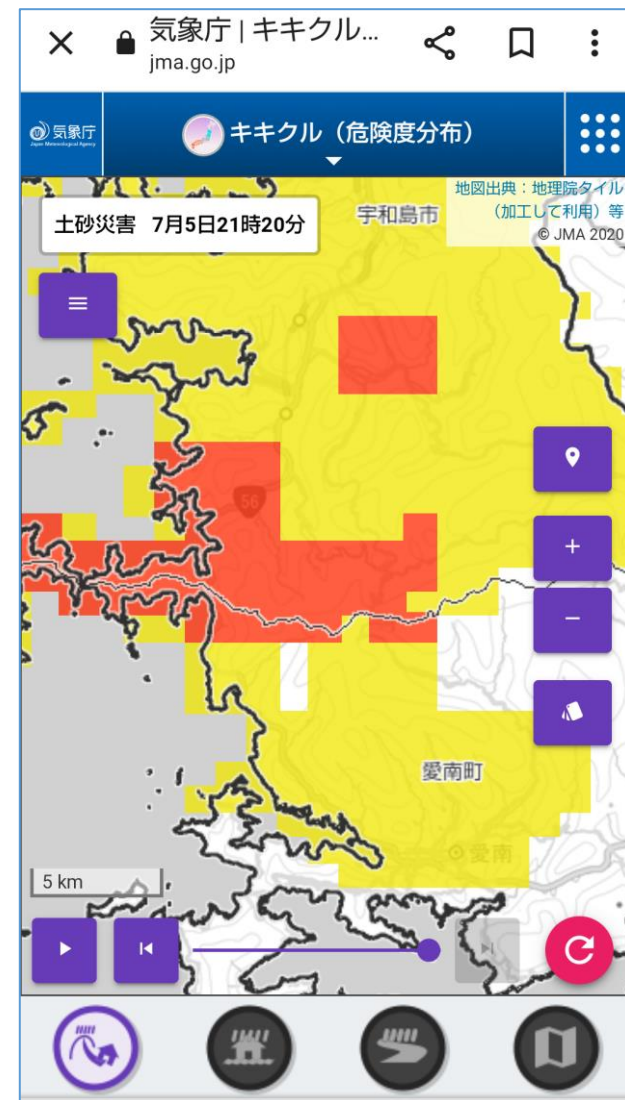 気象庁 | キキクル...
jma.go.jp
気象庁
Japan Meteorological Agency
キキクル（危険度分布）
地図出典：地理院タイル
（加工して利用）等
© JMA 2020
土砂災害 7月5日21時20分
宇和島市
56
愛南町
愛南
5 km